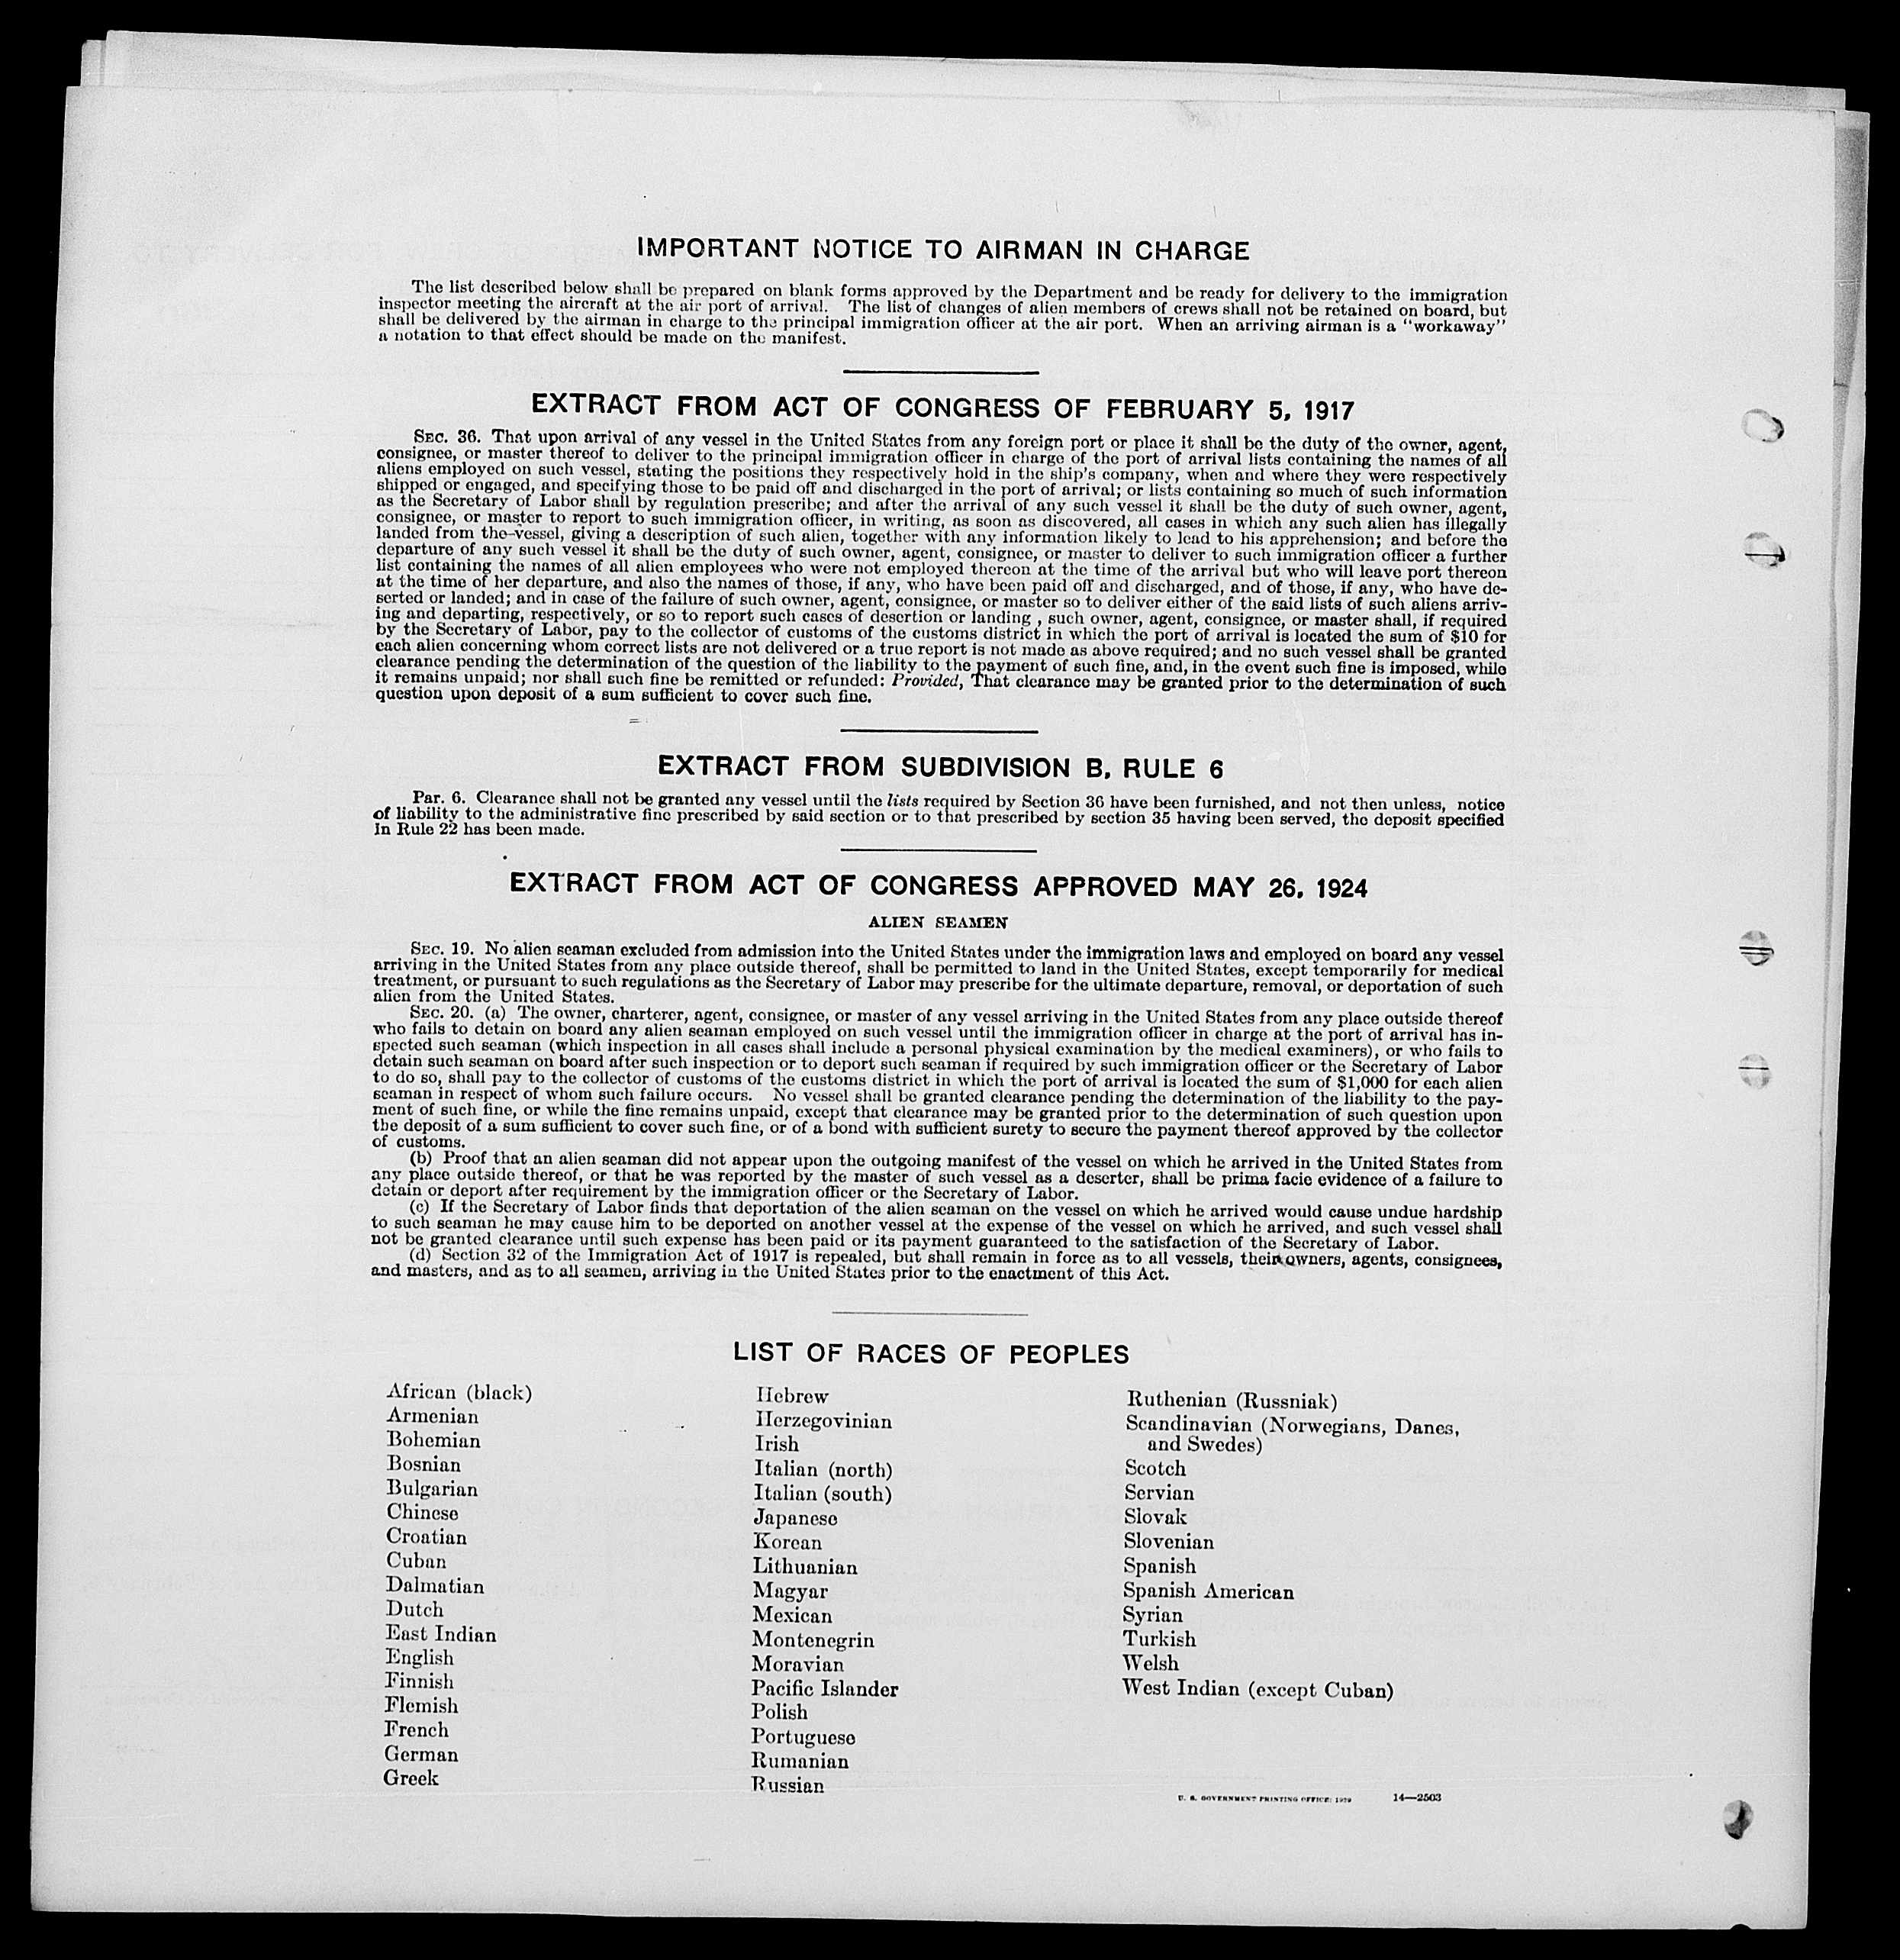 IMPORTANT NOTICE TO AIRMAN IN CHARGE
The list described below shall be prepared on blank forms approved by the Department and be ready for delivery to the immigration
inspector meeting the aircraft at the air port of arrival. The list of changes of alien members of crews shall not be retained on board, but
shall be delivered by the airman in charge to the principal immigration officer at the air port. When an arriving airman is a "workaway"
a notation to that effect should be made on the manifest.
EXTRACT FROM ACT OF CONGRESS OF FEBRUARY 5, 1917
SEC. 36. That upon arrival of any vessel in the United States from any foreign port or place it shall be the duty of the owner, agent,
consignee, or master thereof to deliver to the principal immigration officer in charge of the port of arrival lists containing the names of all
aliens employed on such vessel, stating the positions they respectively hold in the ship's company, when and where they were respectively
shipped or engaged, and specifying those to be paid off and discharged in the port of arrival; or lists containing so much of such information
as the Secretary of Labor shall by regulation prescribe; and after the arrival of any such vessel it shall be the duty of such owner, agent,
consignee, or master to report to such immigration officer, in writing, as soon as discovered, all cases in which any such alien has illegally
landed from the vessel, giving a description of such alien, together with any information likely to lead to his apprehension; and before the
departure of any such vessel it shall be the duty of such owner, agent, consignee, or master to deliver to such immigration officer a further
list containing the names of all alien employees who were not employed thereon at the time of the arrival but who will leave port thereon
at the time of her departure, and also the names of those, if any, who have been paid off and discharged, and of those, if any, who have de-
serted or landed; and in case of the failure of such owner, agent, consignee, or master so to deliver either of the said lists of such aliens arriv-
ing and departing, respectively, or so to report such cases of desertion or landing , such owner, agent, consignee, or master shall, if required
by the Secretary of Labor, pay to the collector of customs of the customs district in which the port of arrival is located the sum of $10 for
each alien concerning whom correct lists are not delivered or a true report is not made as above required; and no such vessel shall be granted
clearance pending the determination of the question of the liability to the payment of such fine, and, in the event such fine is imposed, while
it remains unpaid; nor shall such fine be remitted or refunded: Provided, That clearance may be granted prior to the determination of such
question upon deposit of a sum sufficient to cover such fine.
EXTRACT FROM SUBDIVISION B, RULE 6
Par. 6. Clearance shall not be granted any vessel until the lists required by Section 36 have been furnished, and not then unless, notice
of liability to the administrative fine prescribed by said section or to that prescribed by section 35 having been served, the deposit specified
in Rule 22 has been made.
EXTRACT FROM ACT OF CONGRESS APPROVED MAY 26, 1924
ALIEN SEAMEN
SEC. 19. No alien seaman excluded from admission into the United States under the immigration laws and employed on board any vessel
arriving in the United States from any place outside thereof, shall be permitted to land in the United States, except temporarily for medical
treatment, or pursuant to such regulations as the Secretary of Labor may prescribe for the ultimate departure, removal, or deportation of such
alien from the United States.
SEC. 20. (a) The owner, charterer, agent, consignee, or master of any vessel arriving in the United States from any place outside thereof
who fails to detain on board any alien seaman employed on such vessel until the immigration officer in charge at the port of arrival has in-
spected such seaman (which inspection in all cases shall include a personal physical examination by the medical examiners), or who fails to
detain such seaman on board after such inspection or to deport such seaman if required by such immigration officer or the Secretary of Labor
to do so, shall pay to the collector of customs of the customs district in which the port of arrival is located the sum of $1,000 for each alien
seaman in respect of whom such failure occurs. No vessel shall be granted clearance pending the determination of the liability to the pay-
ment of such fine, or while the fine remains unpaid, except that clearance may be granted prior to the determination of such question upon
the deposit of a sum sufficient to cover such fine, or of a bond with sufficient surety to secure the payment thereof approved by the collector
of customs.
(b) Proof that an alien seaman did not appear upon the outgoing manifest of the vessel on which he arrived in the United States from
any place outside thereof, or that he was reported by the master of such vessel as a deserter, shall be prima facie evidence of a failure to
detain or deport after requirement by the immigration officer or the Secretary of Labor.
(c) If the Secretary of Labor finds that deportation of the alien seaman on the vessel on which he arrived would cause undue hardship
to such seaman he may cause him to be deported on another vessel at the expense of the vessel on which he arrived, and such vessel shall
not be granted clearance until such expense has been paid or its payment guaranteed to the satisfaction of the Secretary of Labor.
(d) Section 32 of the Immigration Act of 1917 is repealed, but shall remain in force as to all vessels, their owners, agents, consignees,
and masters, and as to all seamen, arriving in the United States prior to the enactment of this Act.
LIST OF RACES OF PEOPLES
African (black)
Armenian
Bohemian
Bosnian
Bulgarian
Chinese
Croatian
Cuban
Dalmatian
Dutch
East Indian
English
Finnish
Flemish
French
German
Greek
Hebrew
Herzegovinian
Irish
Italian (north)
Italian (south)
Japanese
Korean
Lithuanian
Magyar
Mexican
Montenegrin
Moravian
Pacific Islander
Polish
Portuguese
Rumanian
Russian
Ruthenian (Russniak)
Scandinavian (Norwegians, Danes,
and Swedes)
Scotch
Servian
Slovak
Slovenian
Spanish
Spanish American
Syrian
Turkish
Welsh
West Indian (except Cuban)
U. S. GOVERNMENT PRINTING OFFICE: 1929 14—2503